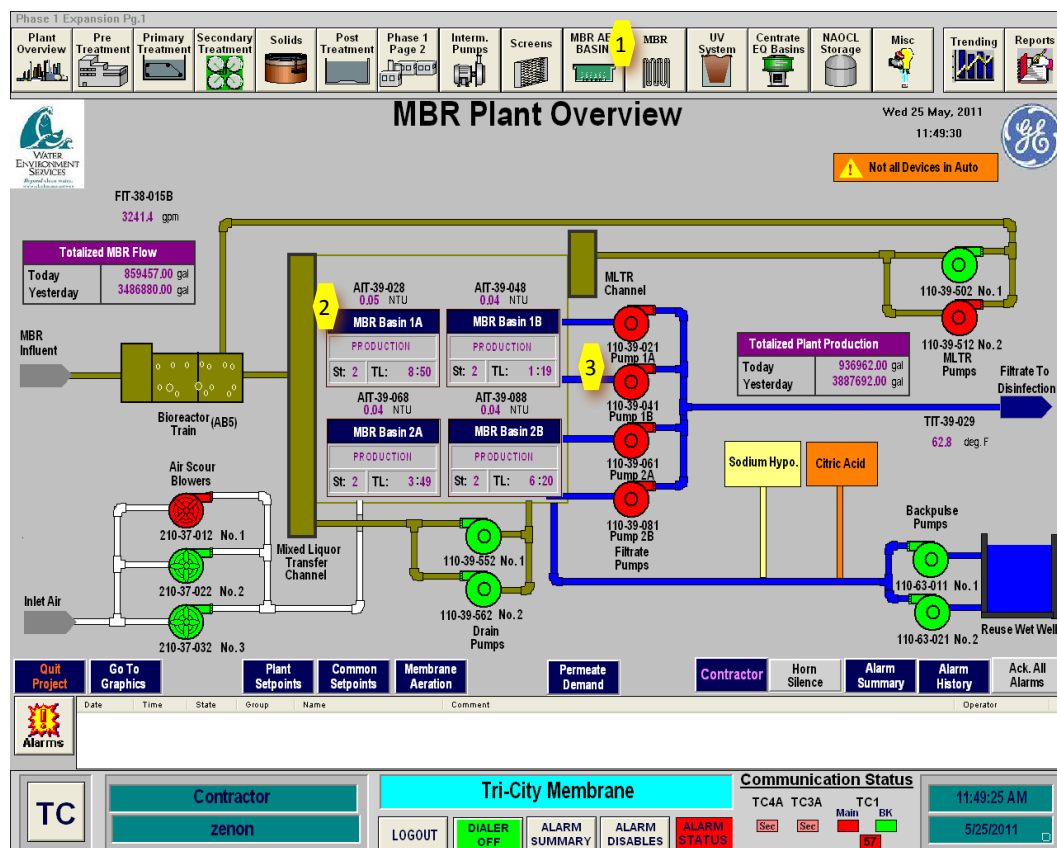 Phase 1 Expansion Pg.1
Plant Overview
Pre Treatment
Primary Treatment
Secondary Treatment
Solids
Post Treatment
Phase 1 Page 2
Interm. Pumps
Screens
MBR AE
BASIN
1
MBR
UV System
Centrate EQ Basins
NAOCL Storage
Misc
Trending
Reports
WATER
ENVIRONMENT
SERVICES
MBR Plant Overview
Wed 25 May, 2011
11:49:30
GE
Not all Devices in Auto
FIT-38-015B
3241.4 gpm
Totalized MBR Flow
Today 859457.00 gal
Yesterday 3486880.00 gal
MBR
Influent
Bioreactor (AB5)
Train
2
AIT-39-028
0.05 NTU
MBR Basin 1A
PRODUCTION
St: 2 TL: 8:50
AIT-39-048
0.04 NTU
MBR Basin 1B
PRODUCTION
St: 2 TL: 1:19
AIT-39-068
0.04 NTU
MBR Basin 2A
PRODUCTION
St: 2 TL: 3:49
AIT-39-088
0.04 NTU
MBR Basin 2B
PRODUCTION
St: 2 TL: 6:20
MLTR
Channel
3
110-39-021
Pump 1A
110-39-041
Pump 1B
110-39-061
Pump 2A
110-39-081
Pump 2B
Filtrate
Pumps
110-39-502 No. 1
110-39-512 No.2
MLTR
Pumps
Totalized Plant Production
Today 936962.00 gal
Yesterday 3887692.00 gal
Filtrate To
Disinfection
TIT-39-029
62.8 deg. F
Sodium Hypo.
Citric Acid
Air Scour
Blowers
210-37-012 No.1
210-37-022 No.2
210-37-032 No.3
Inlet Air
Mixed Liquor
Transfer
Channel
110-39-552 No.1
110-39-562 No.2
Drain
Pumps
Backpulse
Pumps
110-63-011 No.1
110-63-021 No.2
Reuse Wet Well
Quit Project
Go To Graphics
Plant Setpoints
Common Setpoints
Membrane Aeration
Permeate Demand
Contractor
Horn Silence
Alarm Summary
Alarm History
Ack. All Alarms
Alarms
Date Time State Group Name Comment Operator
TC
Contractor
zenon
Tri-City Membrane
LOGOUT
DIALER OFF
ALARM SUMMARY
ALARM DISABLES
ALARM STATUS
Communication Status
TC4A TC3A TC1
Main BK
Sec Sec
57
11:49:25 AM
5/25/2011